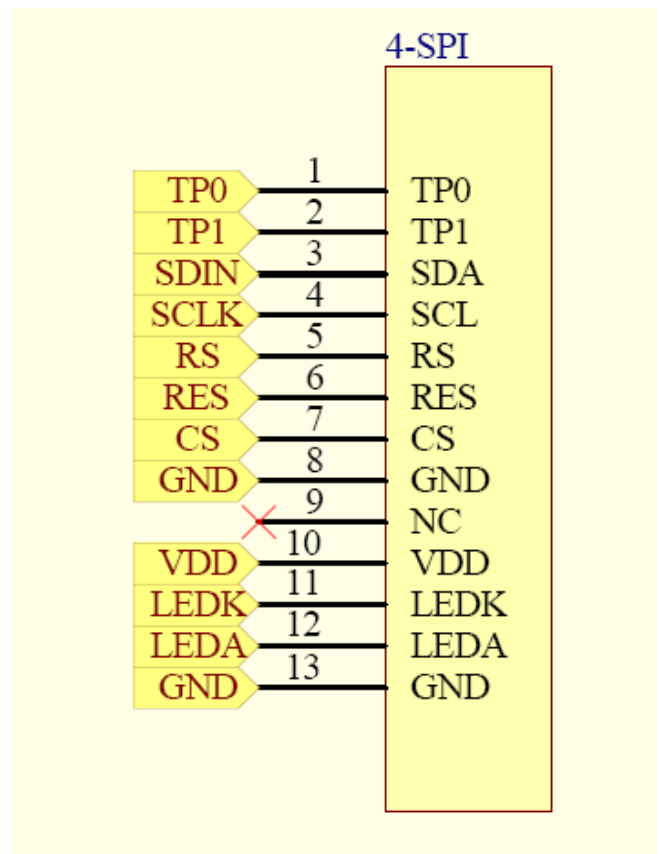 4-SPI
TP0 1 TP0
TP1 2 TP1
SDIN 3 SDA
SCLK 4 SCL
RS 5 RS
RES 6 RES
CS 7 CS
GND 8 GND
9 NC
VDD 10 VDD
LEDK 11 LEDK
LEDA 12 LEDA
GND 13 GND